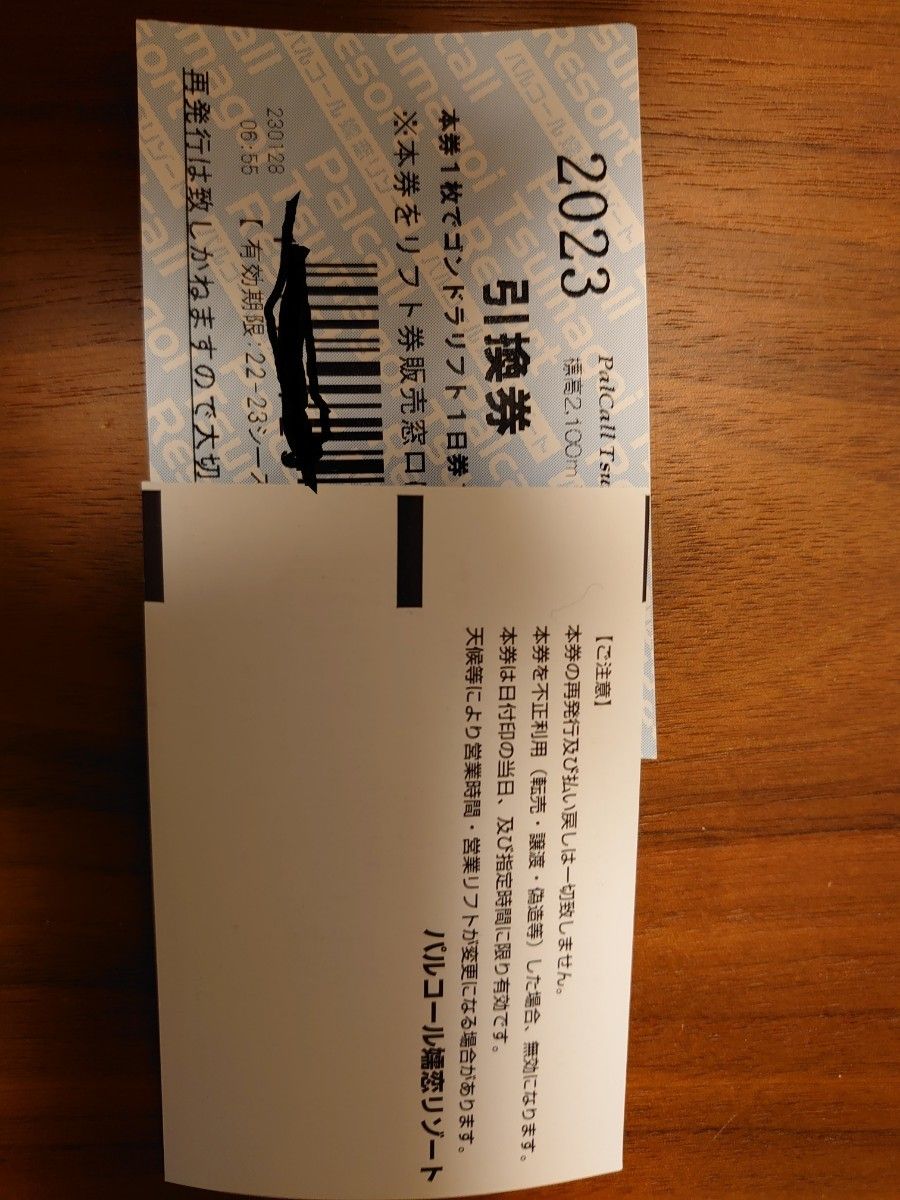 PalCall Tsu
標高2,100m
2023
引換券
本券1枚でゴンドラリフト1日券
※本券をリフト券販売窓口
230128
06:55
【有効期限:22-23シーズ
再発行は致しかねますので大切
【ご注意】
本券の再発行及び払い戻しは一切致しません。
本券を不正利用（転売・譲渡・偽造等）した場合、無効になります。
本券は日付印の当日、及び指定時間に限り有効です。
天候等により営業時間・営業リフトが変更になる場合があります。
パルコール嬬恋リゾート